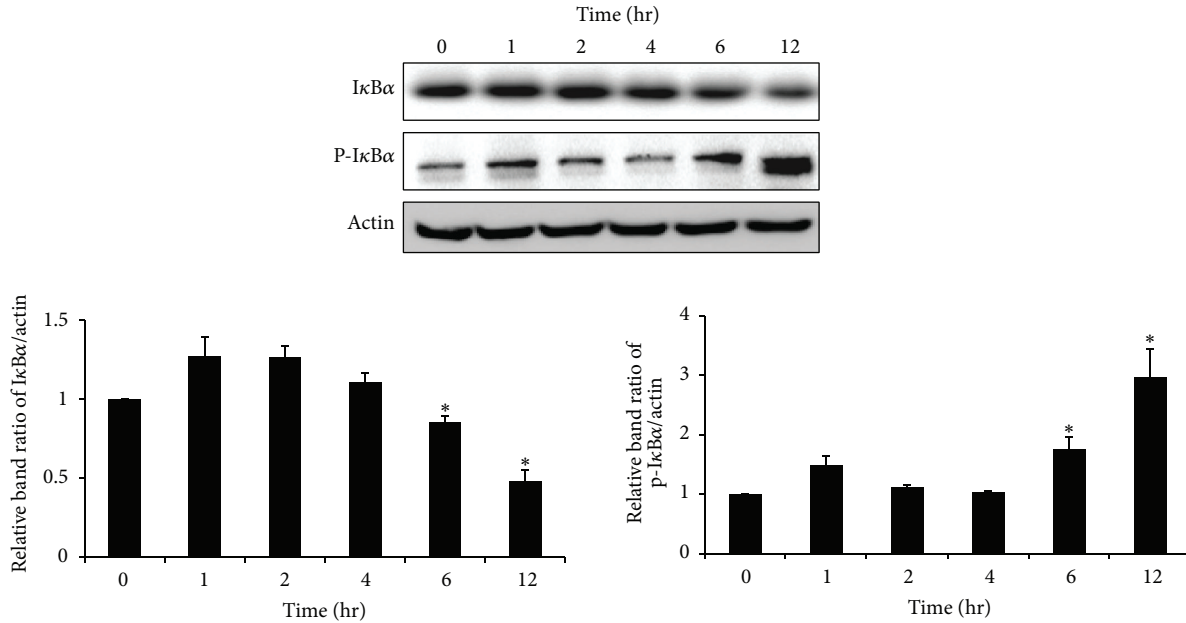 Time (hr)
0 1 2 4 6 12
IκBα
P-IκBα
Actin
Relative band ratio of IκBα/actin
1.5
1
0.5
0
*
*
0 1 2 4 6 12
Time (hr)
Relative band ratio of
p-IκBα/actin
4
3
2
1
0
*
*
0 1 2 4 6 12
Time (hr)